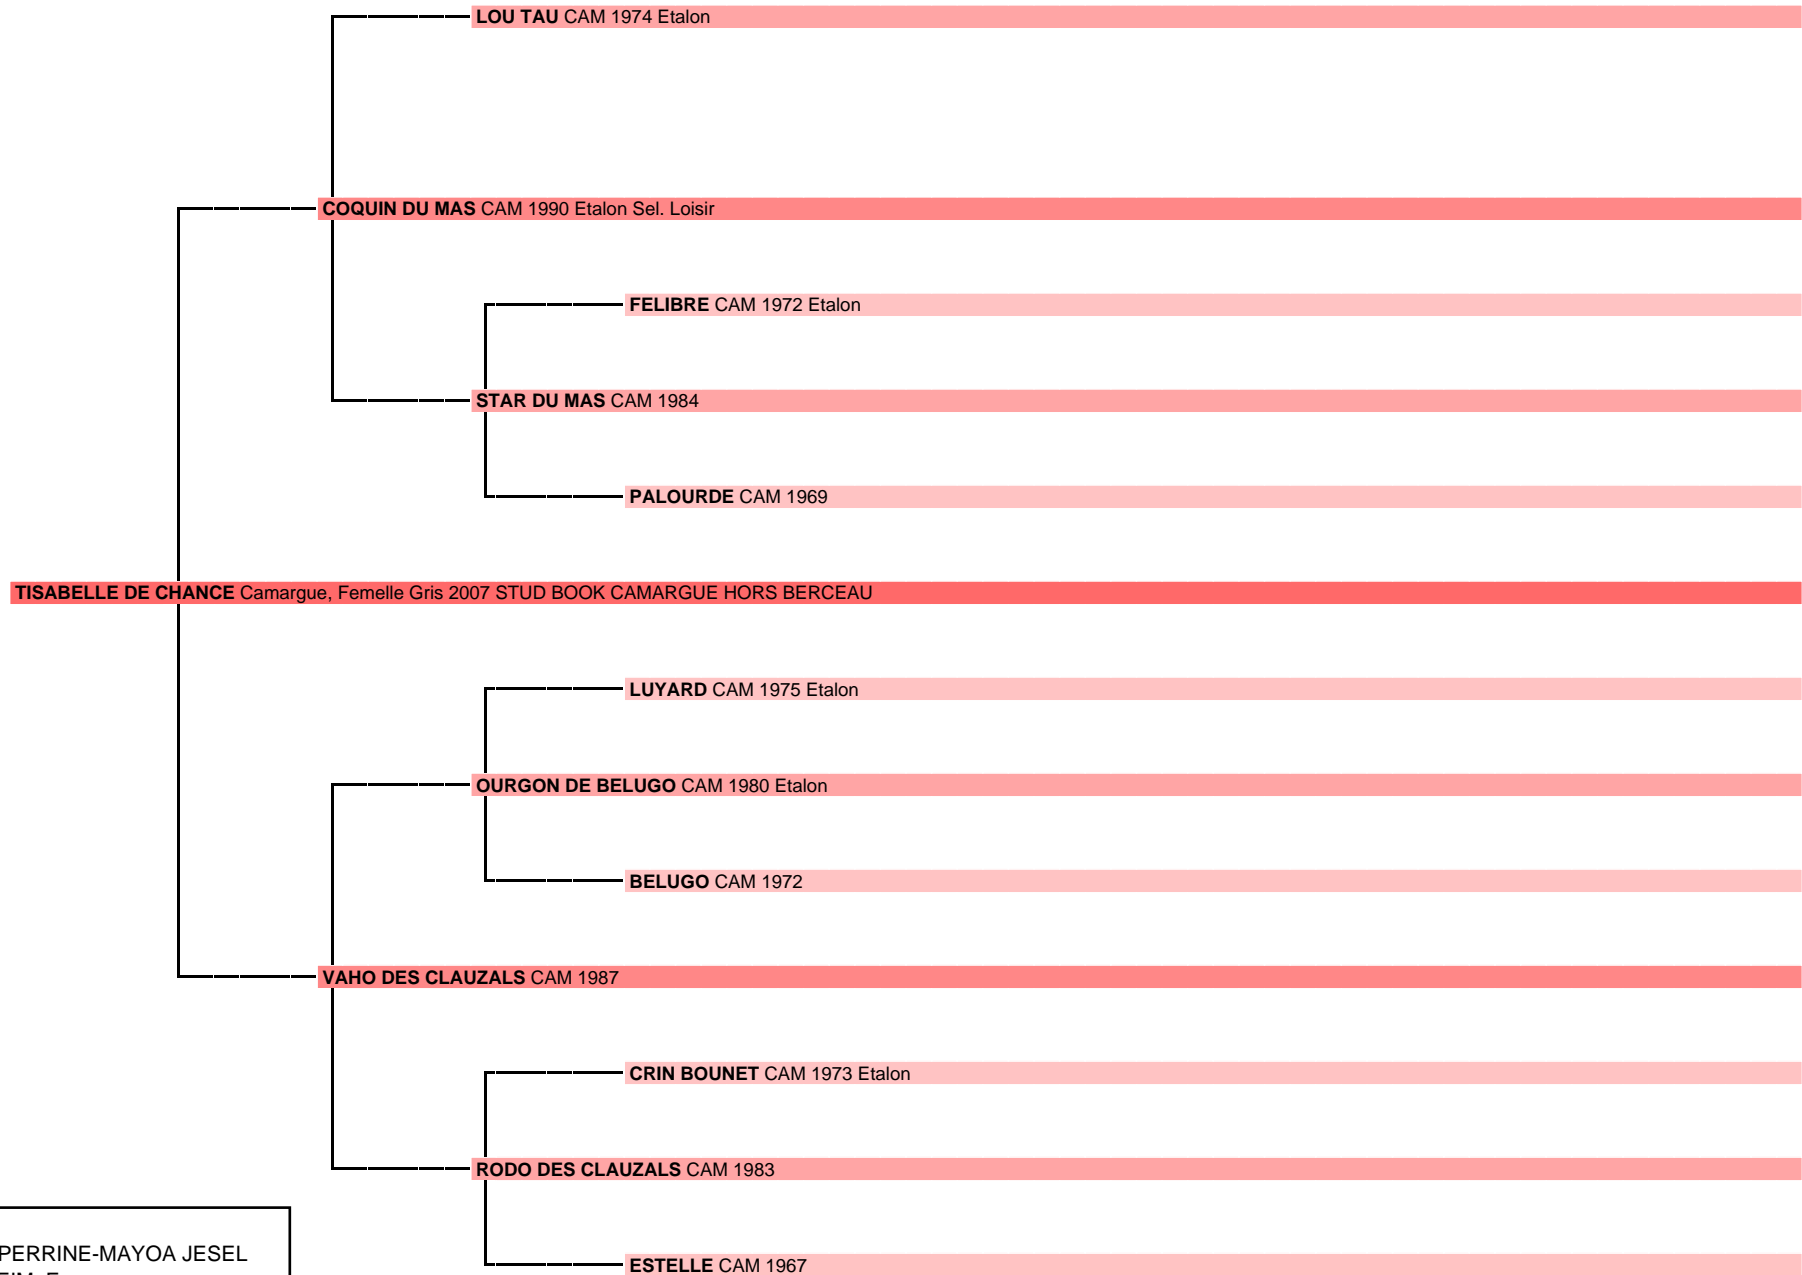 LOU TAU CAM 1974 Etalon
COQUIN DU MAS CAM 1990 Etalon Sel. Loisir
FELIBRE CAM 1972 Etalon
STAR DU MAS CAM 1984
PALOURDE CAM 1969
TISABELLE DE CHANCE Camargue, Femelle Gris 2007 STUD BOOK CAMARGUE HORS BERCEAU
LUYARD CAM 1975 Etalon
OURGON DE BELUGO CAM 1980 Etalon
BELUGO CAM 1972
VAHO DES CLAUZALS CAM 1987
CRIN BOUNET CAM 1973 Etalon
RODO DES CLAUZALS CAM 1983
PERRINE-MAYOA JESEL
ESTELLE CAM 1967